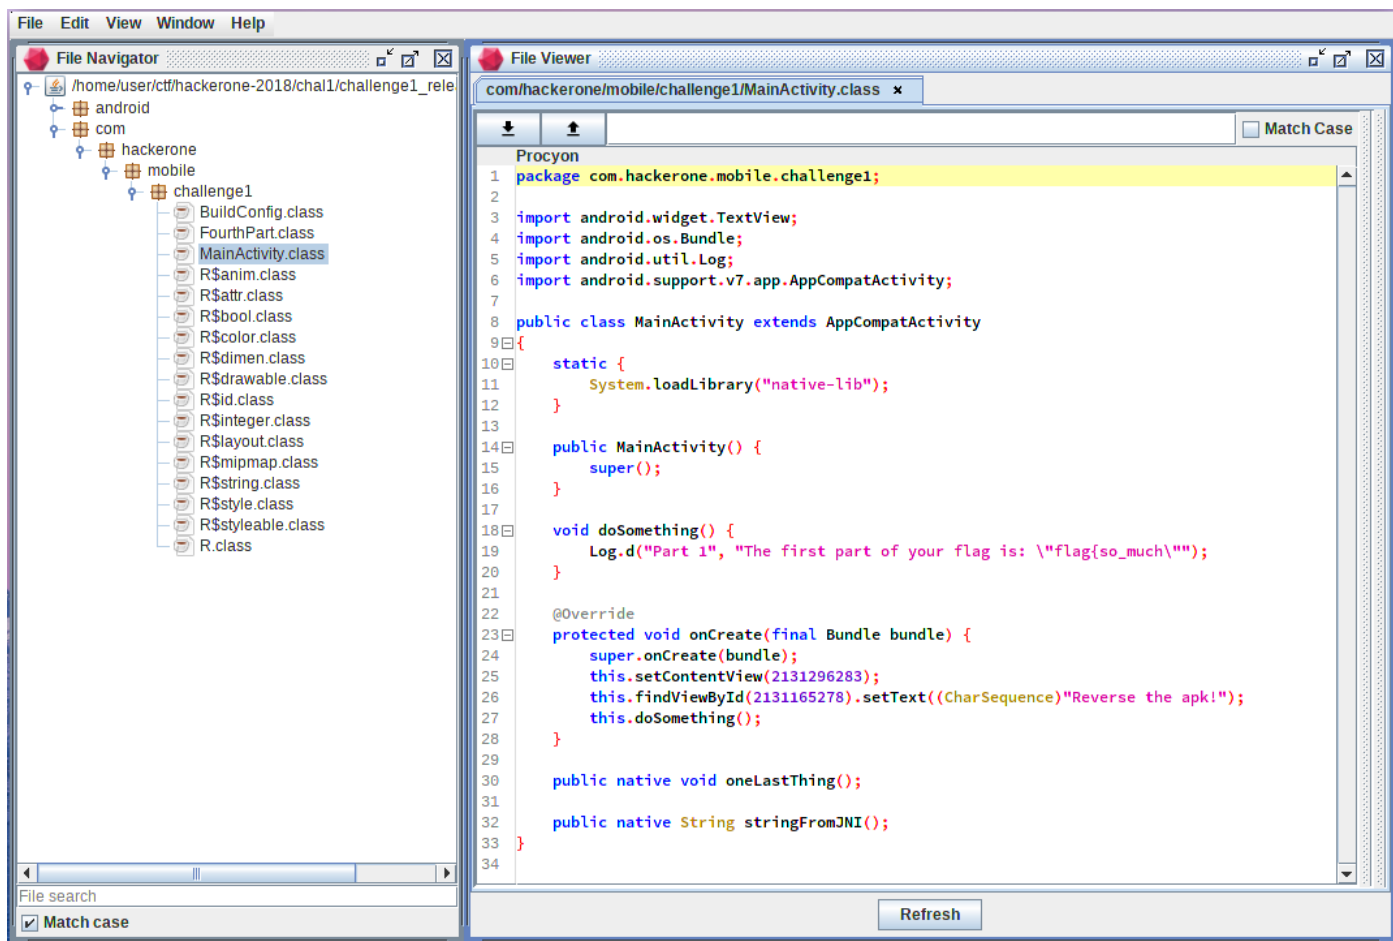 File Edit View Window Help
File Navigator
/home/user/ctf/hackerone-2018/chal1/challenge1_rele
android
com
hackerone
mobile
challenge1
BuildConfig.class
FourthPart.class
MainActivity.class
R$anim.class
R$attr.class
R$bool.class
R$color.class
R$dimen.class
R$drawable.class
R$id.class
R$integer.class
R$layout.class
R$mipmap.class
R$string.class
R$style.class
R$styleable.class
R.class
File search
Match case
File Viewer
com/hackerone/mobile/challenge1/MainActivity.class ×
Match Case
Procyon
1 package com.hackerone.mobile.challenge1;
2
3 import android.widget.TextView;
4 import android.os.Bundle;
5 import android.util.Log;
6 import android.support.v7.app.AppCompatActivity;
7
8 public class MainActivity extends AppCompatActivity
9 {
10     static {
11         System.loadLibrary("native-lib");
12     }
13
14     public MainActivity() {
15         super();
16     }
17
18     void doSomething() {
19         Log.d("Part 1", "The first part of your flag is: \"flag{so_much\"");
20     }
21
22     @Override
23     protected void onCreate(final Bundle bundle) {
24         super.onCreate(bundle);
25         this.setContentView(2131296283);
26         this.findViewById(2131165278).setText((CharSequence)"Reverse the apk!");
27         this.doSomething();
28     }
29
30     public native void oneLastThing();
31
32     public native String stringFromJNI();
33 }
34
Refresh